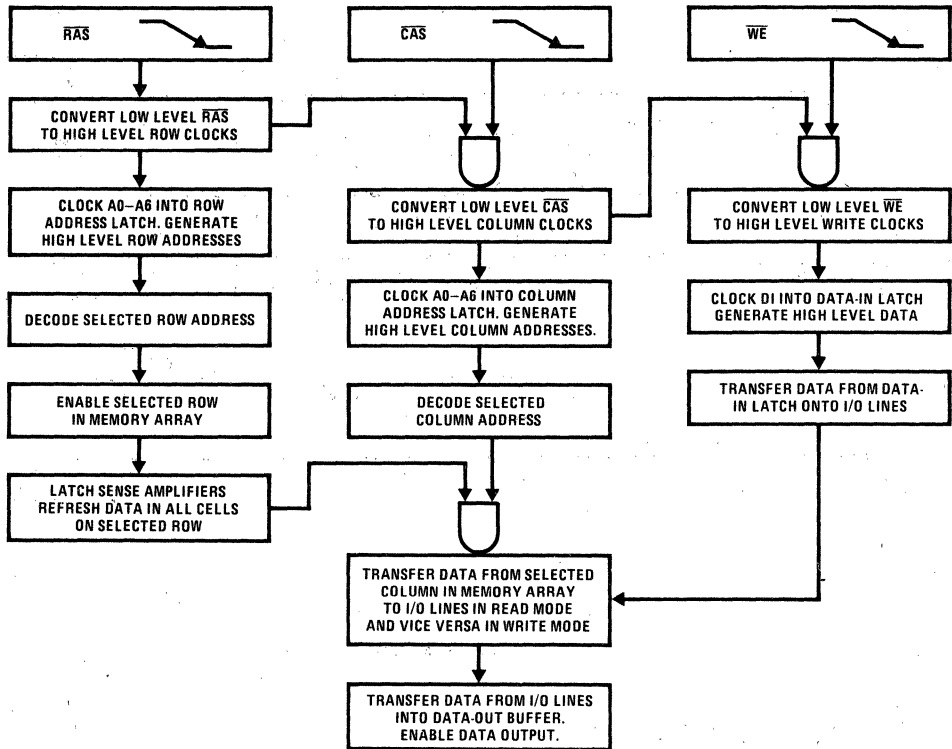 R̅A̅S̅
C̅A̅S̅
W̅E̅
CONVERT LOW LEVEL R̅A̅S̅
TO HIGH LEVEL ROW CLOCKS
CLOCK A0–A6 INTO ROW
ADDRESS LATCH. GENERATE
HIGH LEVEL ROW ADDRESSES
DECODE SELECTED ROW ADDRESS
ENABLE SELECTED ROW
IN MEMORY ARRAY
LATCH SENSE AMPLIFIERS
REFRESH DATA IN ALL CELLS
ON SELECTED ROW
CONVERT LOW LEVEL C̅A̅S̅
TO HIGH LEVEL COLUMN CLOCKS
CLOCK A0–A6 INTO COLUMN
ADDRESS LATCH. GENERATE
HIGH LEVEL COLUMN ADDRESSES.
DECODE SELECTED
COLUMN ADDRESS
CONVERT LOW LEVEL W̅E̅
TO HIGH LEVEL WRITE CLOCKS
CLOCK DI INTO DATA-IN LATCH
GENERATE HIGH LEVEL DATA
TRANSFER DATA FROM DATA-
IN LATCH ONTO I/O LINES
TRANSFER DATA FROM SELECTED
COLUMN IN MEMORY ARRAY
TO I/O LINES IN READ MODE
AND VICE VERSA IN WRITE MODE
TRANSFER DATA FROM I/O LINES
INTO DATA-OUT BUFFER.
ENABLE DATA OUTPUT.